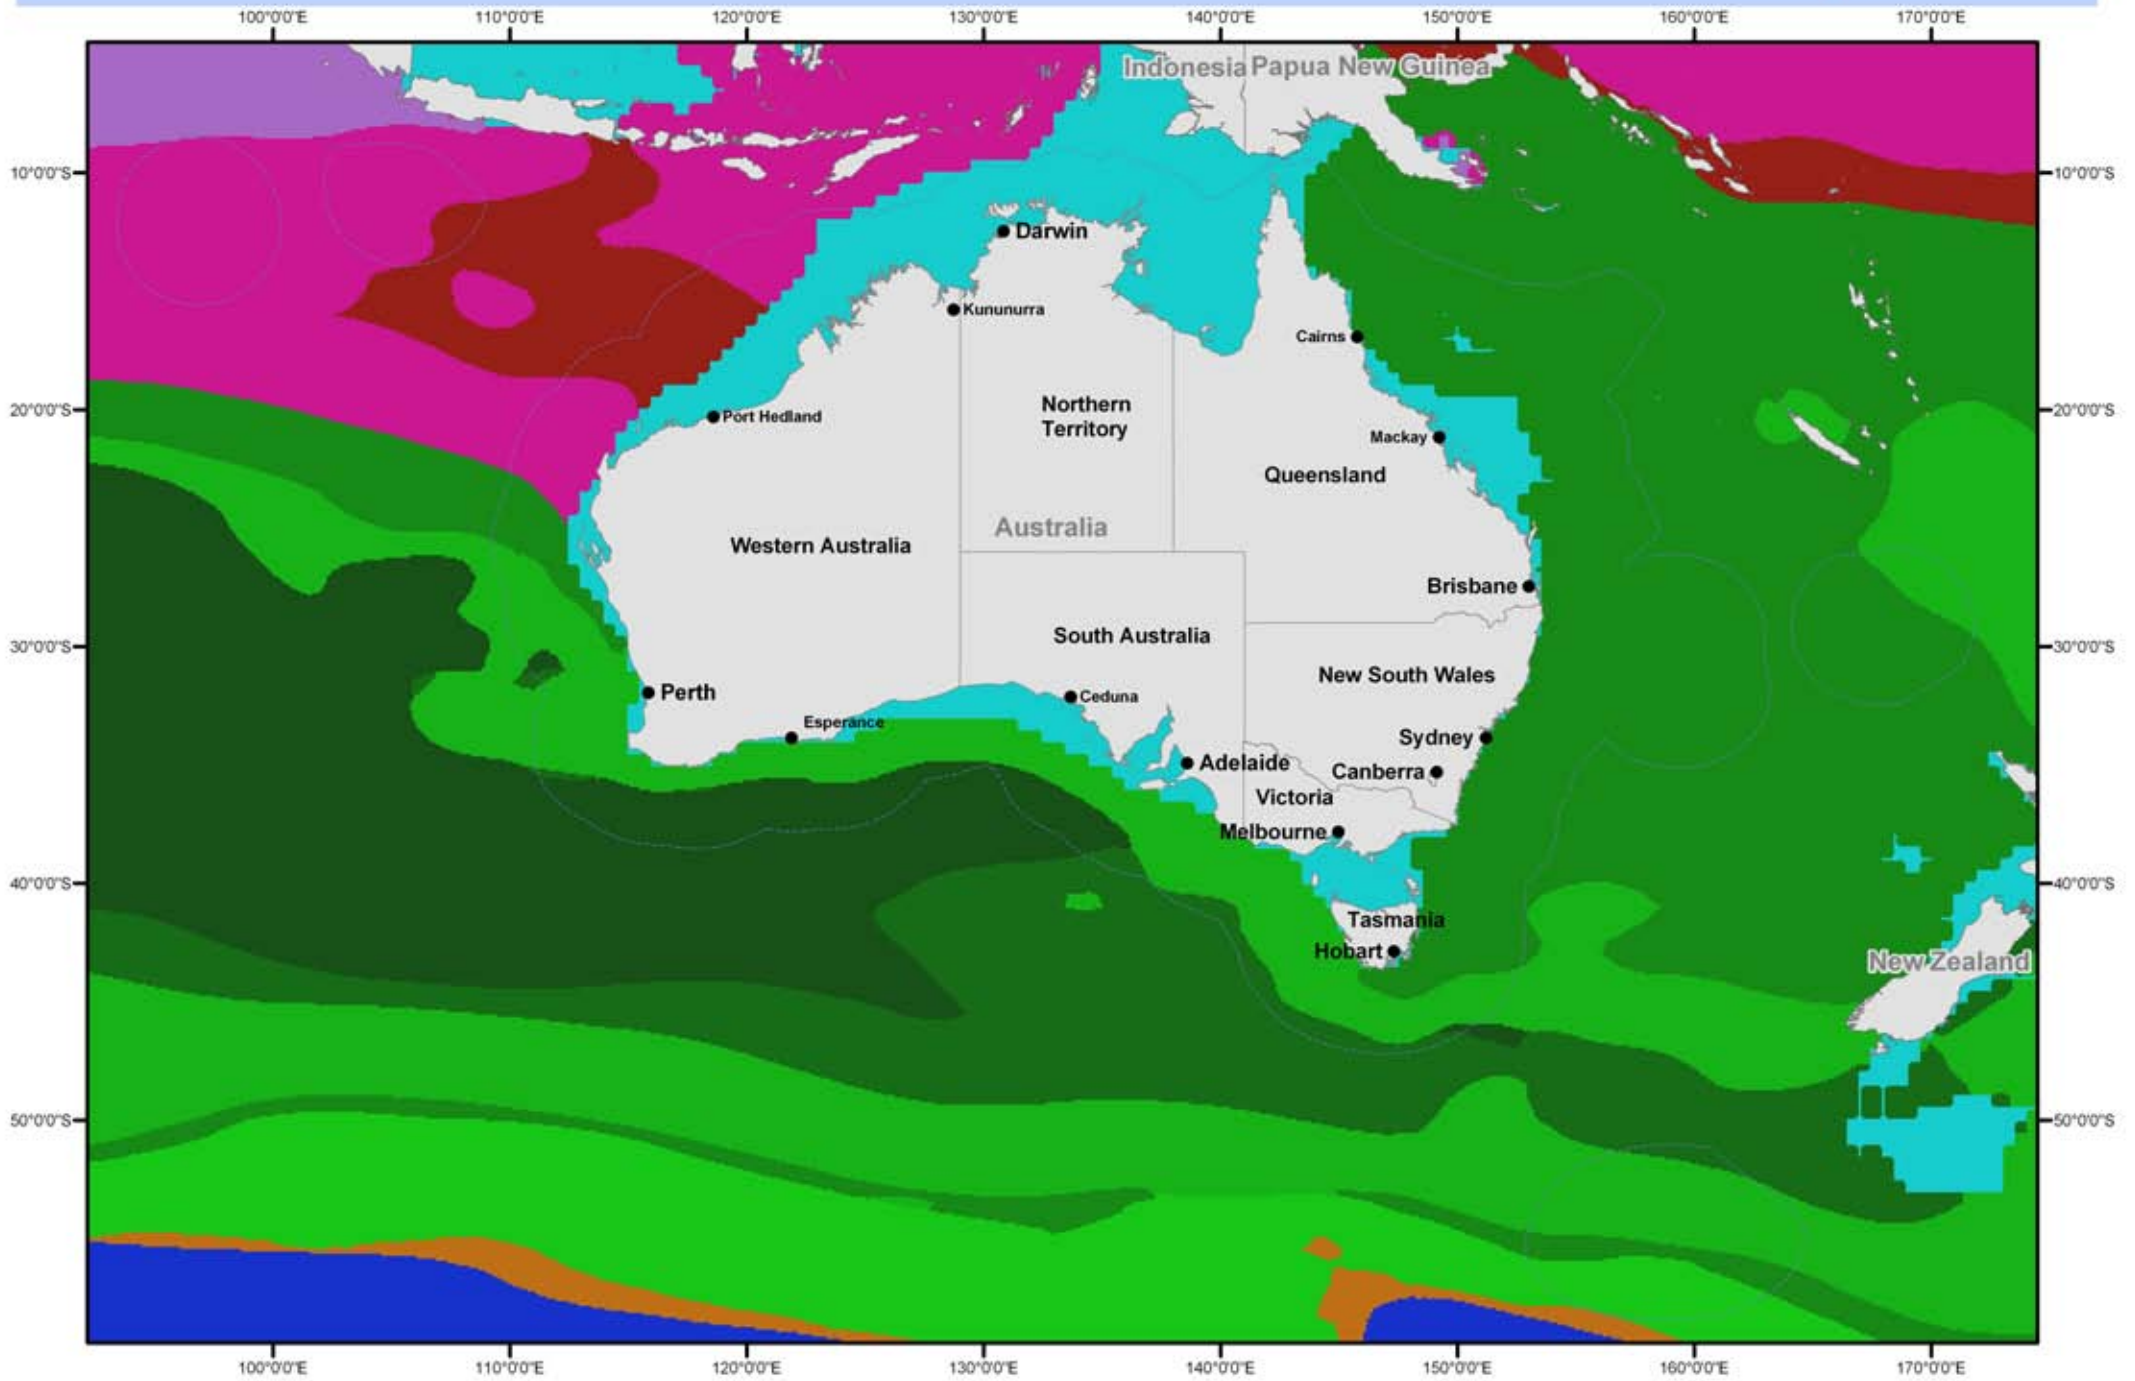 100°0'0"E 110°0'0"E 120°0'0"E 130°0'0"E 140°0'0"E 150°0'0"E 160°0'0"E 170°0'0"E
Indonesia Papua New Guinea
10°0'0"S 10°0'0"S
Darwin
Kununurra
Cairns
20°0'0"S Port Hedland Northern 20°0'0"S
Territory
Mackay
Queensland
Australia
Western Australia
Brisbane
South Australia
30°0'0"S 30°0'0"S
New South Wales
Perth Ceduna
Esperance
Sydney
Adelaide Canberra
Victoria
Melbourne
40°0'0"S 40°0'0"S
Tasmania
Hobart
New Zealand
50°0'0"S 50°0'0"S
100°0'0"E 110°0'0"E 120°0'0"E 130°0'0"E 140°0'0"E 150°0'0"E 160°0'0"E 170°0'0"E